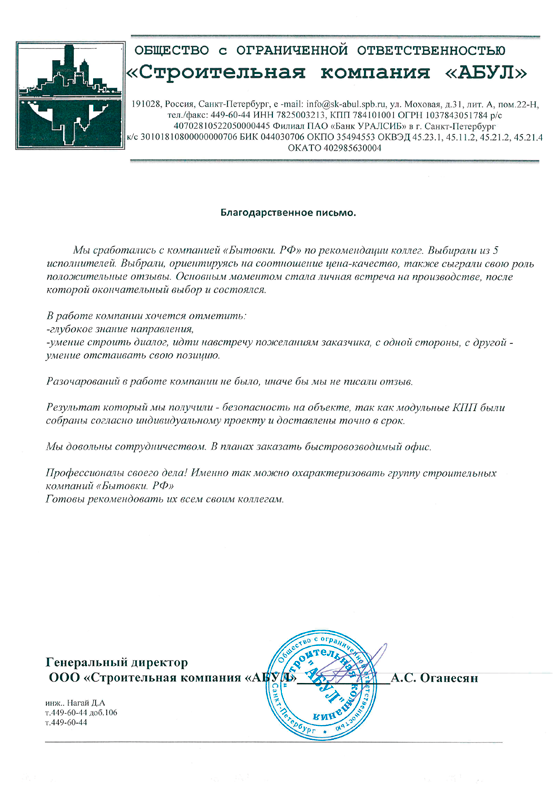 ОБЩЕСТВО с ОГРАНИЧЕННОЙ ОТВЕТСТВЕННОСТЬЮ
«Строительная компания «АБУЛ»
191028, Россия, Санкт-Петербург, е -mail: info@sk-abul.spb.ru, ул. Моховая, д.31, лит. А, пом.22-Н,
тел./факс: 449-60-44 ИНН 7825003213, КПП 784101001 ОГРН 1037843051784 р/с
40702810522050000445 Филиал ПАО «Банк УРАЛСИБ» в г. Санкт-Петербург
к/с 30101810800000000706 БИК 044030706 ОКПО 35494553 ОКВЭД 45.23.1, 45.11.2, 45.21.2, 45.21.4
ОКАТО 402985630004
Благодарственное письмо.
Мы сработались с компанией «Бытовки. РФ» по рекомендации коллег. Выбирали из 5
исполнителей. Выбрали, ориентируясь на соотношение цена-качество, также сыграли свою роль
положительные отзывы. Основным моментом стала личная встреча на производстве, после
которой окончательный выбор и состоялся.
В работе компании хочется отметить:
-глубокое знание направления,
-умение строить диалог, идти навстречу пожеланиям заказчика, с одной стороны, с другой -
умение отстаивать свою позицию.
Разочарований в работе компании не было, иначе бы мы не писали отзыв.
Результат который мы получили - безопасность на объекте, так как модульные КПП были
собраны согласно индивидуальному проекту и доставлены точно в срок.
Мы довольны сотрудничеством. В планах заказать быстровозводимый офис.
Профессионалы своего дела! Именно так можно охарактеризовать группу строительных
компаний «Бытовки. РФ»
Готовы рекомендовать их всем своим коллегам.
Генеральный директор
ООО «Строительная компания «АБУЛ» А.С. Оганесян
Общество с ограниченной ответственностью
Санкт-Петербург
"Строительная компания
"АБУЛ"
инж.. Нагай Д.А
т.449-60-44 доб.106
т.449-60-44